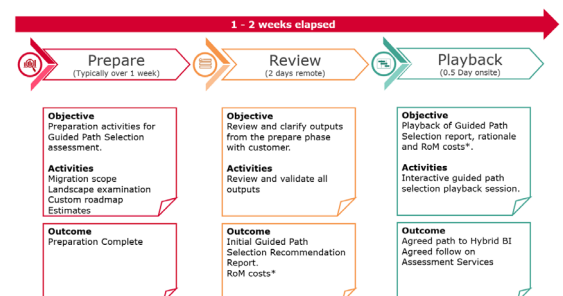 1 - 2 weeks elapsed
Prepare
(Typically over 1 week)
Review
(2 days remote)
Playback
(0.5 Day onsite)
Objective
Preparation activities for
Guided Path Selection
assessment.
Activities
Migration scope
Landscape examination
Custom roadmap
Estimates
Outcome
Preparation Complete
Objective
Review and clarify outputs
from the prepare phase
with customer.
Activities
Review and validate all
outputs
Outcome
Initial Guided Path
Selection Recommendation
Report.
RoM costs*
Objective
Playback of Guided Path
Selection report, rationale
and RoM costs*.
Activities
Interactive guided path
selection playback session.
Outcome
Agreed path to Hybrid BI
Agreed follow on
Assessment Services